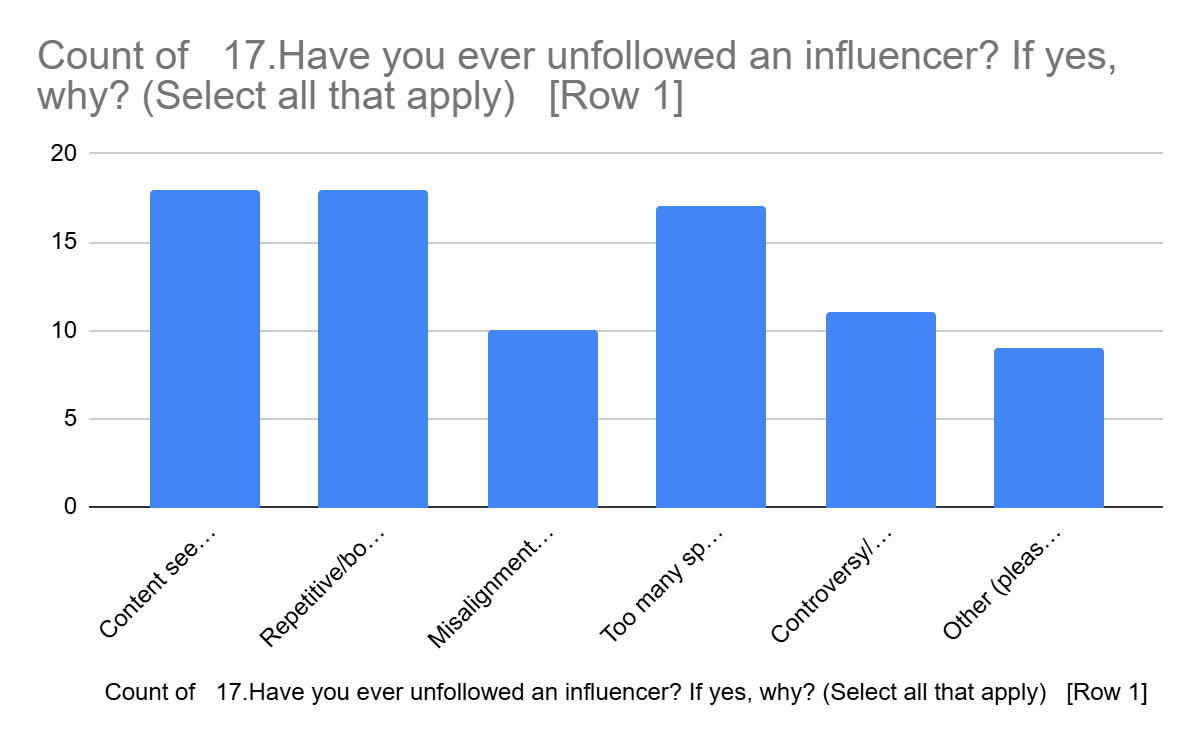 Count of   17.Have you ever unfollowed an influencer? If yes,
why? (Select all that apply)   [Row 1]
20
15
10
5
0
Content see...
Repetitive/bo...
Misalignment...
Too many sp...
Controversy/...
Other (pleas...
Count of   17.Have you ever unfollowed an influencer? If yes, why? (Select all that apply)   [Row 1]